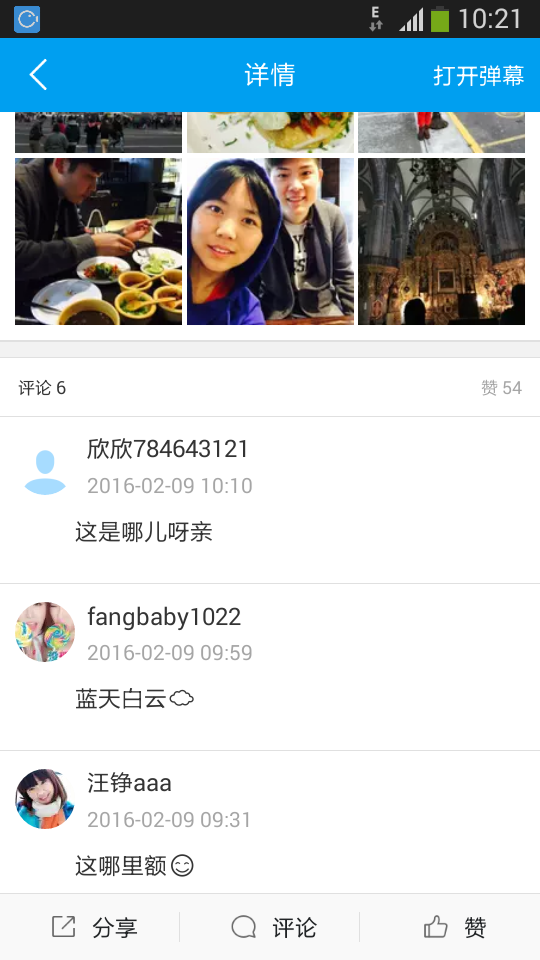 E 10:21
详情 打开弹幕
评论 6 赞 54
欣欣784643121
2016-02-09 10:10
这是哪儿呀亲
fangbaby1022
2016-02-09 09:59
蓝天白云
汪铮aaa
2016-02-09 09:31
这哪里额
分享 评论 赞